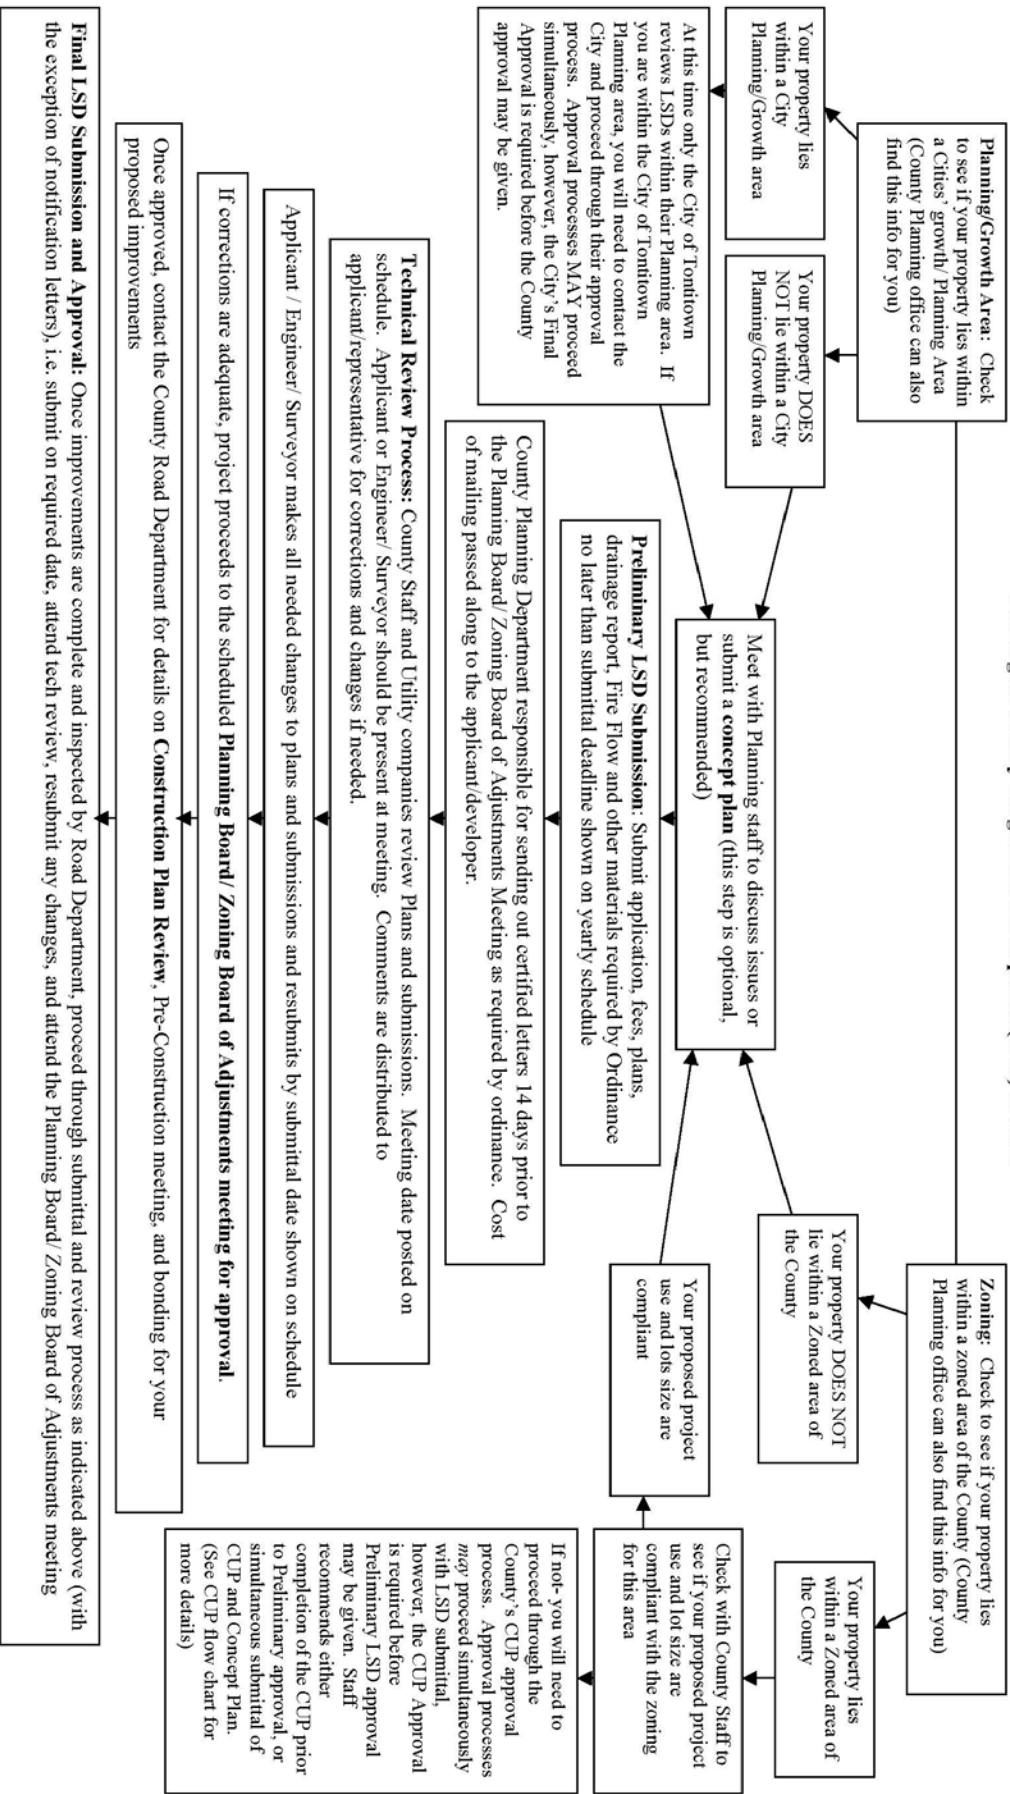 Planning/Growth Area: Check
to see if your property lies within
a Cities' growth/ Planning Area
(County Planning office can also
find this info for you)
Zoning: Check to see if your property lies
within a zoned area of the County (County
Planning office can also find this info for you)
Your property lies
within a City
Planning/Growth area
Your property DOES
NOT lie within a City
Planning/Growth area
Your property DOES NOT
lie within a Zoned area of
the County
Your property lies
within a Zoned area of
the County
At this time only the City of Tontitown
reviews LSDs within their Planning area. If
you are within the City of Tontitown
Planning area, you will need to contact the
City and proceed through their approval
process. Approval processes MAY proceed
simultaneously, however, the City's Final
Approval is required before the County
approval may be given.
Meet with Planning staff to discuss issues or
submit a concept plan (this step is optional,
but recommended)
Your proposed project
use and lots size are
compliant
Check with County Staff to
see if your proposed project
use and lot size are
compliant with the zoning
for this area
If not- you will need to
proceed through the
County's CUP approval
process. Approval processes
may proceed simultaneously
with LSD submittal,
however, the CUP Approval
is required before
Preliminary LSD approval
may be given. Staff
recommends either
completion of the CUP prior
to Preliminary approval, or
simultaneous submittal of
CUP and Concept Plan.
(See CUP flow chart for
more details)
Preliminary LSD Submission: Submit application, fees, plans,
drainage report, Fire Flow and other materials required by Ordinance
no later than submittal deadline shown on yearly schedule
County Planning Department responsible for sending out certified letters 14 days prior to
the Planning Board/ Zoning Board of Adjustments Meeting as required by ordinance. Cost
of mailing passed along to the applicant/developer.
Technical Review Process: County Staff and Utility companies review Plans and submissions. Meeting date posted on
schedule. Applicant or Engineer/ Surveyor should be present at meeting. Comments are distributed to
applicant/representative for corrections and changes if needed.
Applicant / Engineer/ Surveyor makes all needed changes to plans and submissions and resubmits by submittal date shown on schedule
If corrections are adequate, project proceeds to the scheduled Planning Board/ Zoning Board of Adjustments meeting for approval.
Once approved, contact the County Road Department for details on Construction Plan Review, Pre-Construction meeting, and bonding for your
proposed improvements
Final LSD Submission and Approval: Once improvements are complete and inspected by Road Department, proceed through submittal and review process as indicated above (with
the exception of notification letters), i.e. submit on required date, attend tech review, resubmit any changes, and attend the Planning Board/ Zoning Board of Adjustments meeting